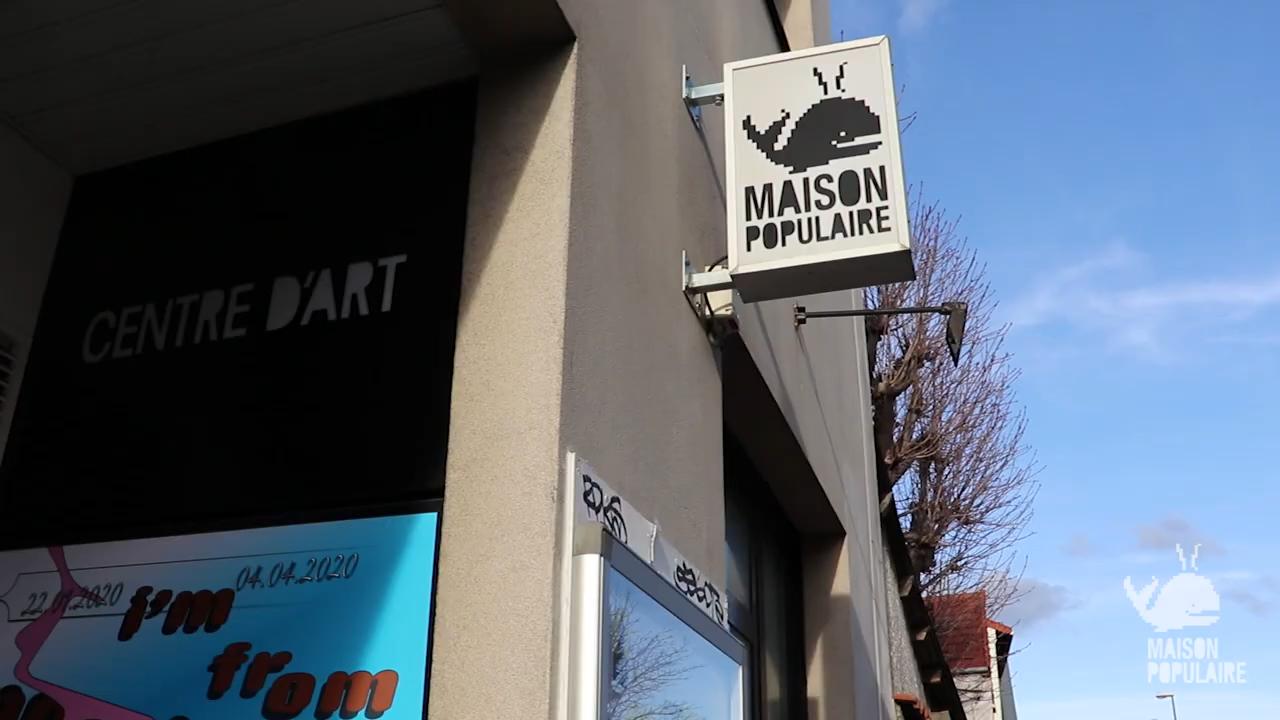 CENTRE D'ART
MAISON
POPULAIRE
22.01.2020
04.04.2020
i'm
from
MAISON
POPULAIRE